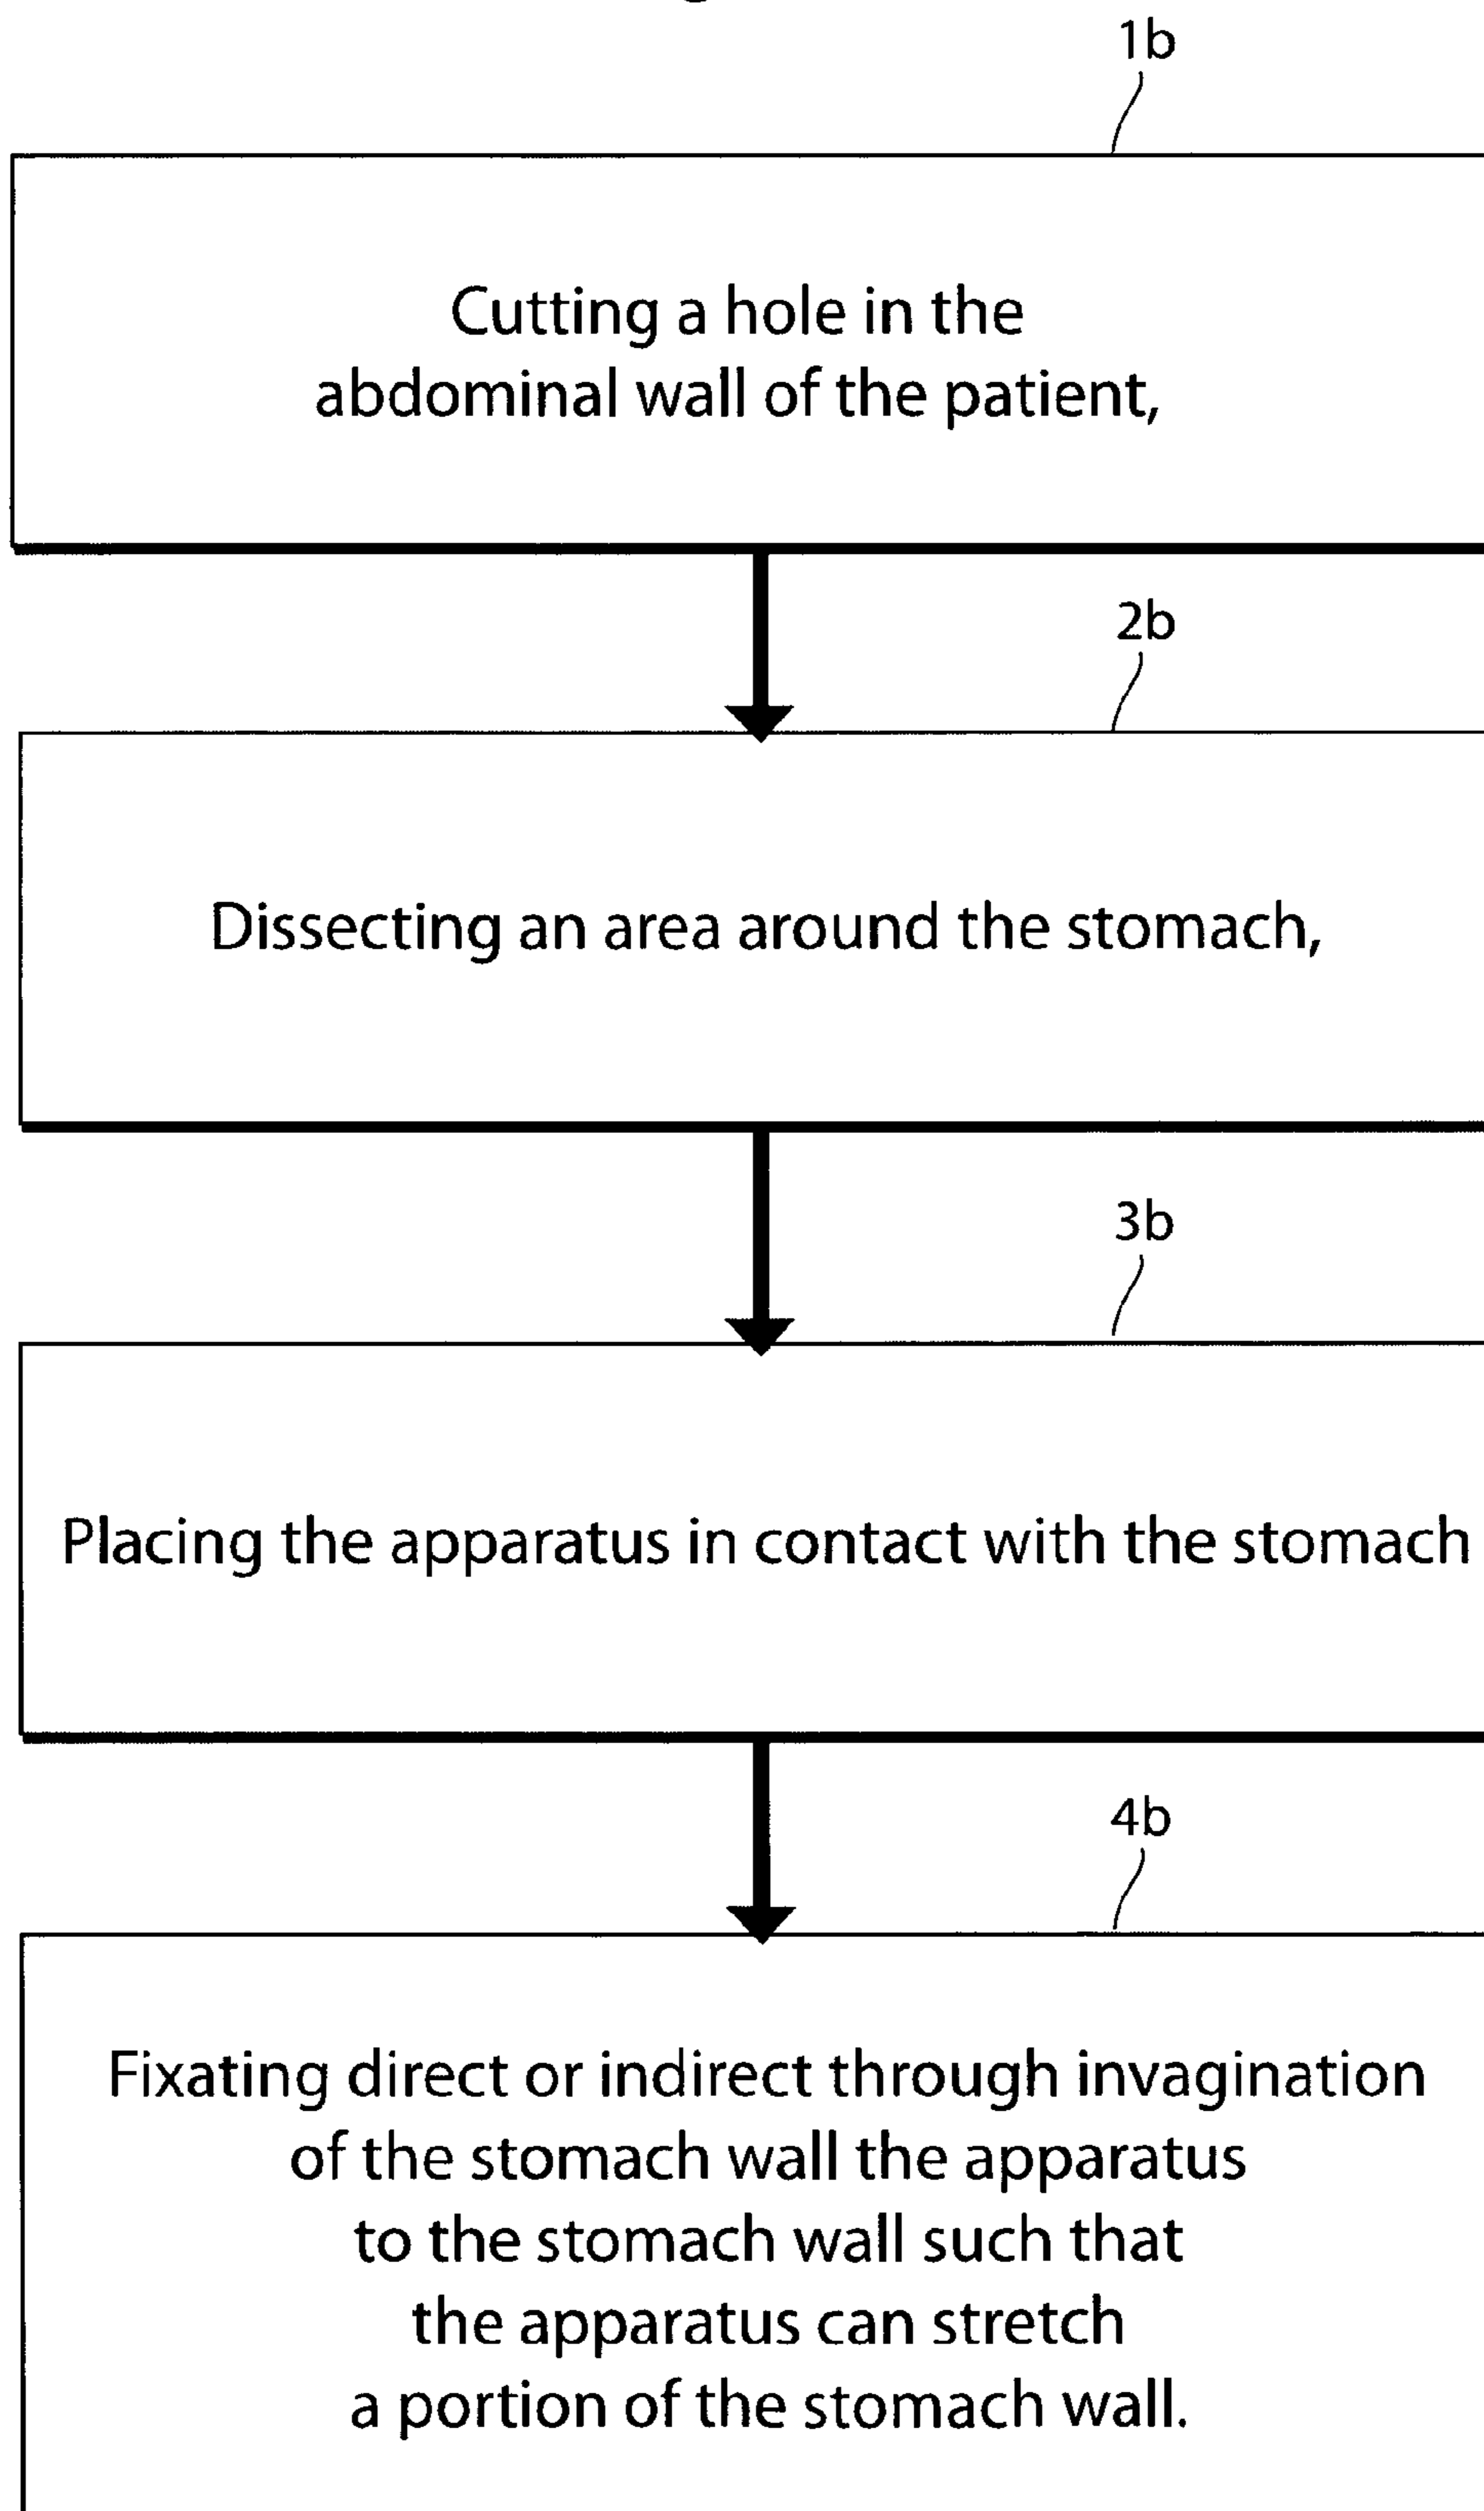 1b
Cutting a hole in the
abdominal wall of the patient,
2b
Dissecting an area around the stomach,
3b
Placing the apparatus in contact with the stomach
4b
Fixating direct or indirect through invagination
of the stomach wall the apparatus
to the stomach wall such that
the apparatus can stretch
a portion of the stomach wall.